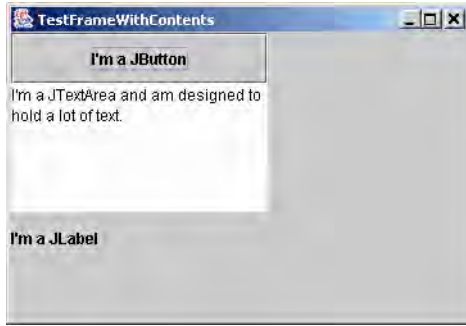 TestFrameWithContents
I'm a JButton
I'm a JTextArea and am designed to
hold a lot of text.
I'm a JLabel